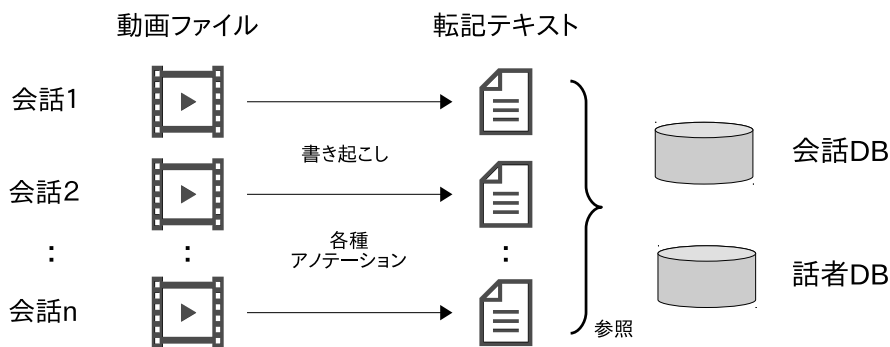 動画ファイル
転記テキスト
会話1
書き起こし
会話DB
会話2
:
:
各種
アノテーション
:
話者DB
会話n
参照